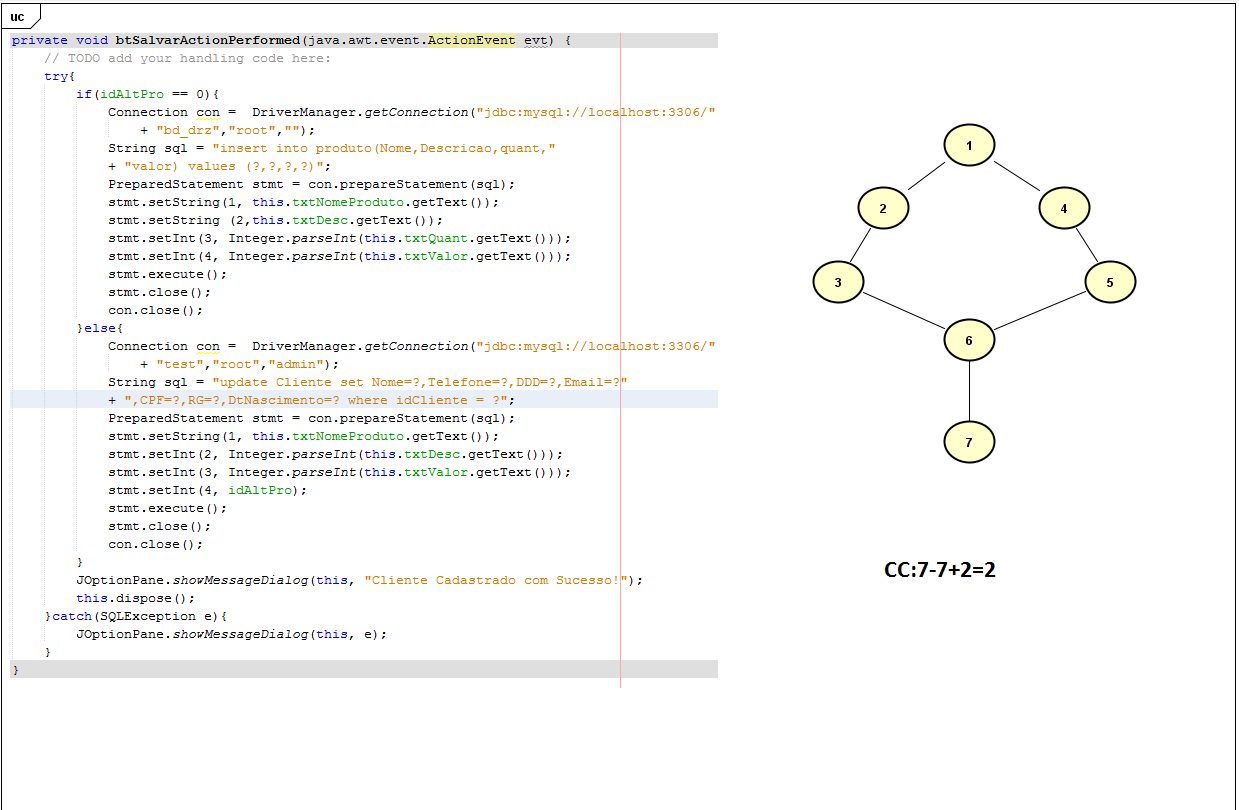 uc
private void btSalvarActionPerformed(java.awt.event.ActionEvent evt) {
// TODO add your handling code here:
try{
if(idAltPro == 0){
Connection con =  DriverManager.getConnection("jdbc:mysql://localhost:3306/"
+ "bd_drz","root","");
String sql = "insert into produto(Nome,Descricao,quant,"
+ "valor) values (?,?,?,?)";
PreparedStatement stmt = con.prepareStatement(sql);
stmt.setString(1, this.txtNomeProduto.getText());
stmt.setString (2,this.txtDesc.getText());
stmt.setInt(3, Integer.parseInt(this.txtQuant.getText()));
stmt.setInt(4, Integer.parseInt(this.txtValor.getText()));
stmt.execute();
stmt.close();
con.close();
}else{
Connection con =  DriverManager.getConnection("jdbc:mysql://localhost:3306/"
+ "test","root","admin");
String sql = "update Cliente set Nome=?,Telefone=?,DDD=?,Email=?"
+ ",CPF=?,RG=?,DtNascimento=? where idCliente = ?";
PreparedStatement stmt = con.prepareStatement(sql);
stmt.setString(1, this.txtNomeProduto.getText());
stmt.setInt(2, Integer.parseInt(this.txtDesc.getText()));
stmt.setInt(3, Integer.parseInt(this.txtValor.getText()));
stmt.setInt(4, idAltPro);
stmt.execute();
stmt.close();
con.close();
}
JOptionPane.showMessageDialog(this, "Cliente Cadastrado com Sucesso!");
this.dispose();
}catch(SQLException e){
JOptionPane.showMessageDialog(this, e);
}
}
1
2
4
3
5
6
7
CC:7-7+2=2